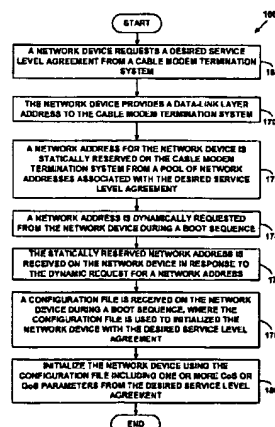 START
A NETWORK DEVICE REQUESTS A DESIRED SERVICE
LEVEL AGREEMENT FROM A CABLE MODEM TERMINATION
SYSTEM
THE NETWORK DEVICE PROVIDES A DATA-LINK LAYER
ADDRESS TO THE CABLE MODEM TERMINATION SYSTEM
A NETWORK ADDRESS FOR THE NETWORK DEVICE IS
STATICALLY RESERVED ON THE CABLE MODEM
TERMINATION SYSTEM FROM A POOL OF NETWORK
ADDRESSES ASSOCIATED WITH THE DESIRED SERVICE
LEVEL AGREEMENT
A NETWORK ADDRESS IS DYNAMICALLY REQUESTED
FROM THE NETWORK DEVICE DURING A BOOT SEQUENCE
THE STATICALLY RESERVED NETWORK ADDRESS IS
RECEIVED ON THE NETWORK DEVICE IN RESPONSE TO
THE DYNAMIC REQUEST FOR A NETWORK ADDRESS
A CONFIGURATION FILE IS RECEIVED ON THE NETWORK
DEVICE DURING A BOOT SEQUENCE, WHERE THE
CONFIGURATION FILE IS USED TO INITIALIZED THE
NETWORK DEVICE WITH THE DESIRED SERVICE LEVEL
AGREEMENT
INITIALIZE THE NETWORK DEVICE USING THE
CONFIGURATION FILE INCLUDING ONE OR MORE CoS OR
QoS PARAMETERS FROM THE DESIRED SERVICE LEVEL
AGREEMENT
END